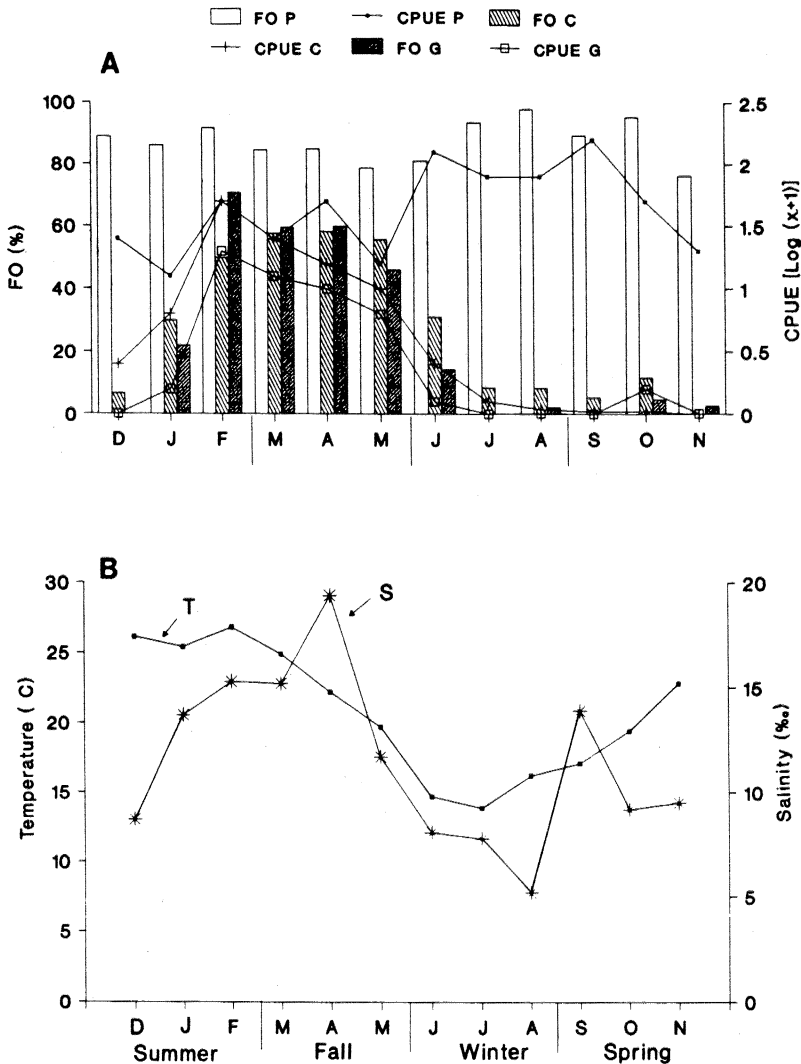 FO P CPUE P FO C
CPUE C FO G CPUE G
A
100 2.5
80 2
60 1.5
40 1
20 0.5
0 0
FO (%)
CPUE [Log (x+1)]
D J F M A M J J A S O N
B
30 20
25
20 15
15 10
10 5
5
0 0
T S
Temperature ( C)
Salinity (‰)
D J F M A M J J A S O N
Summer Fall Winter Spring